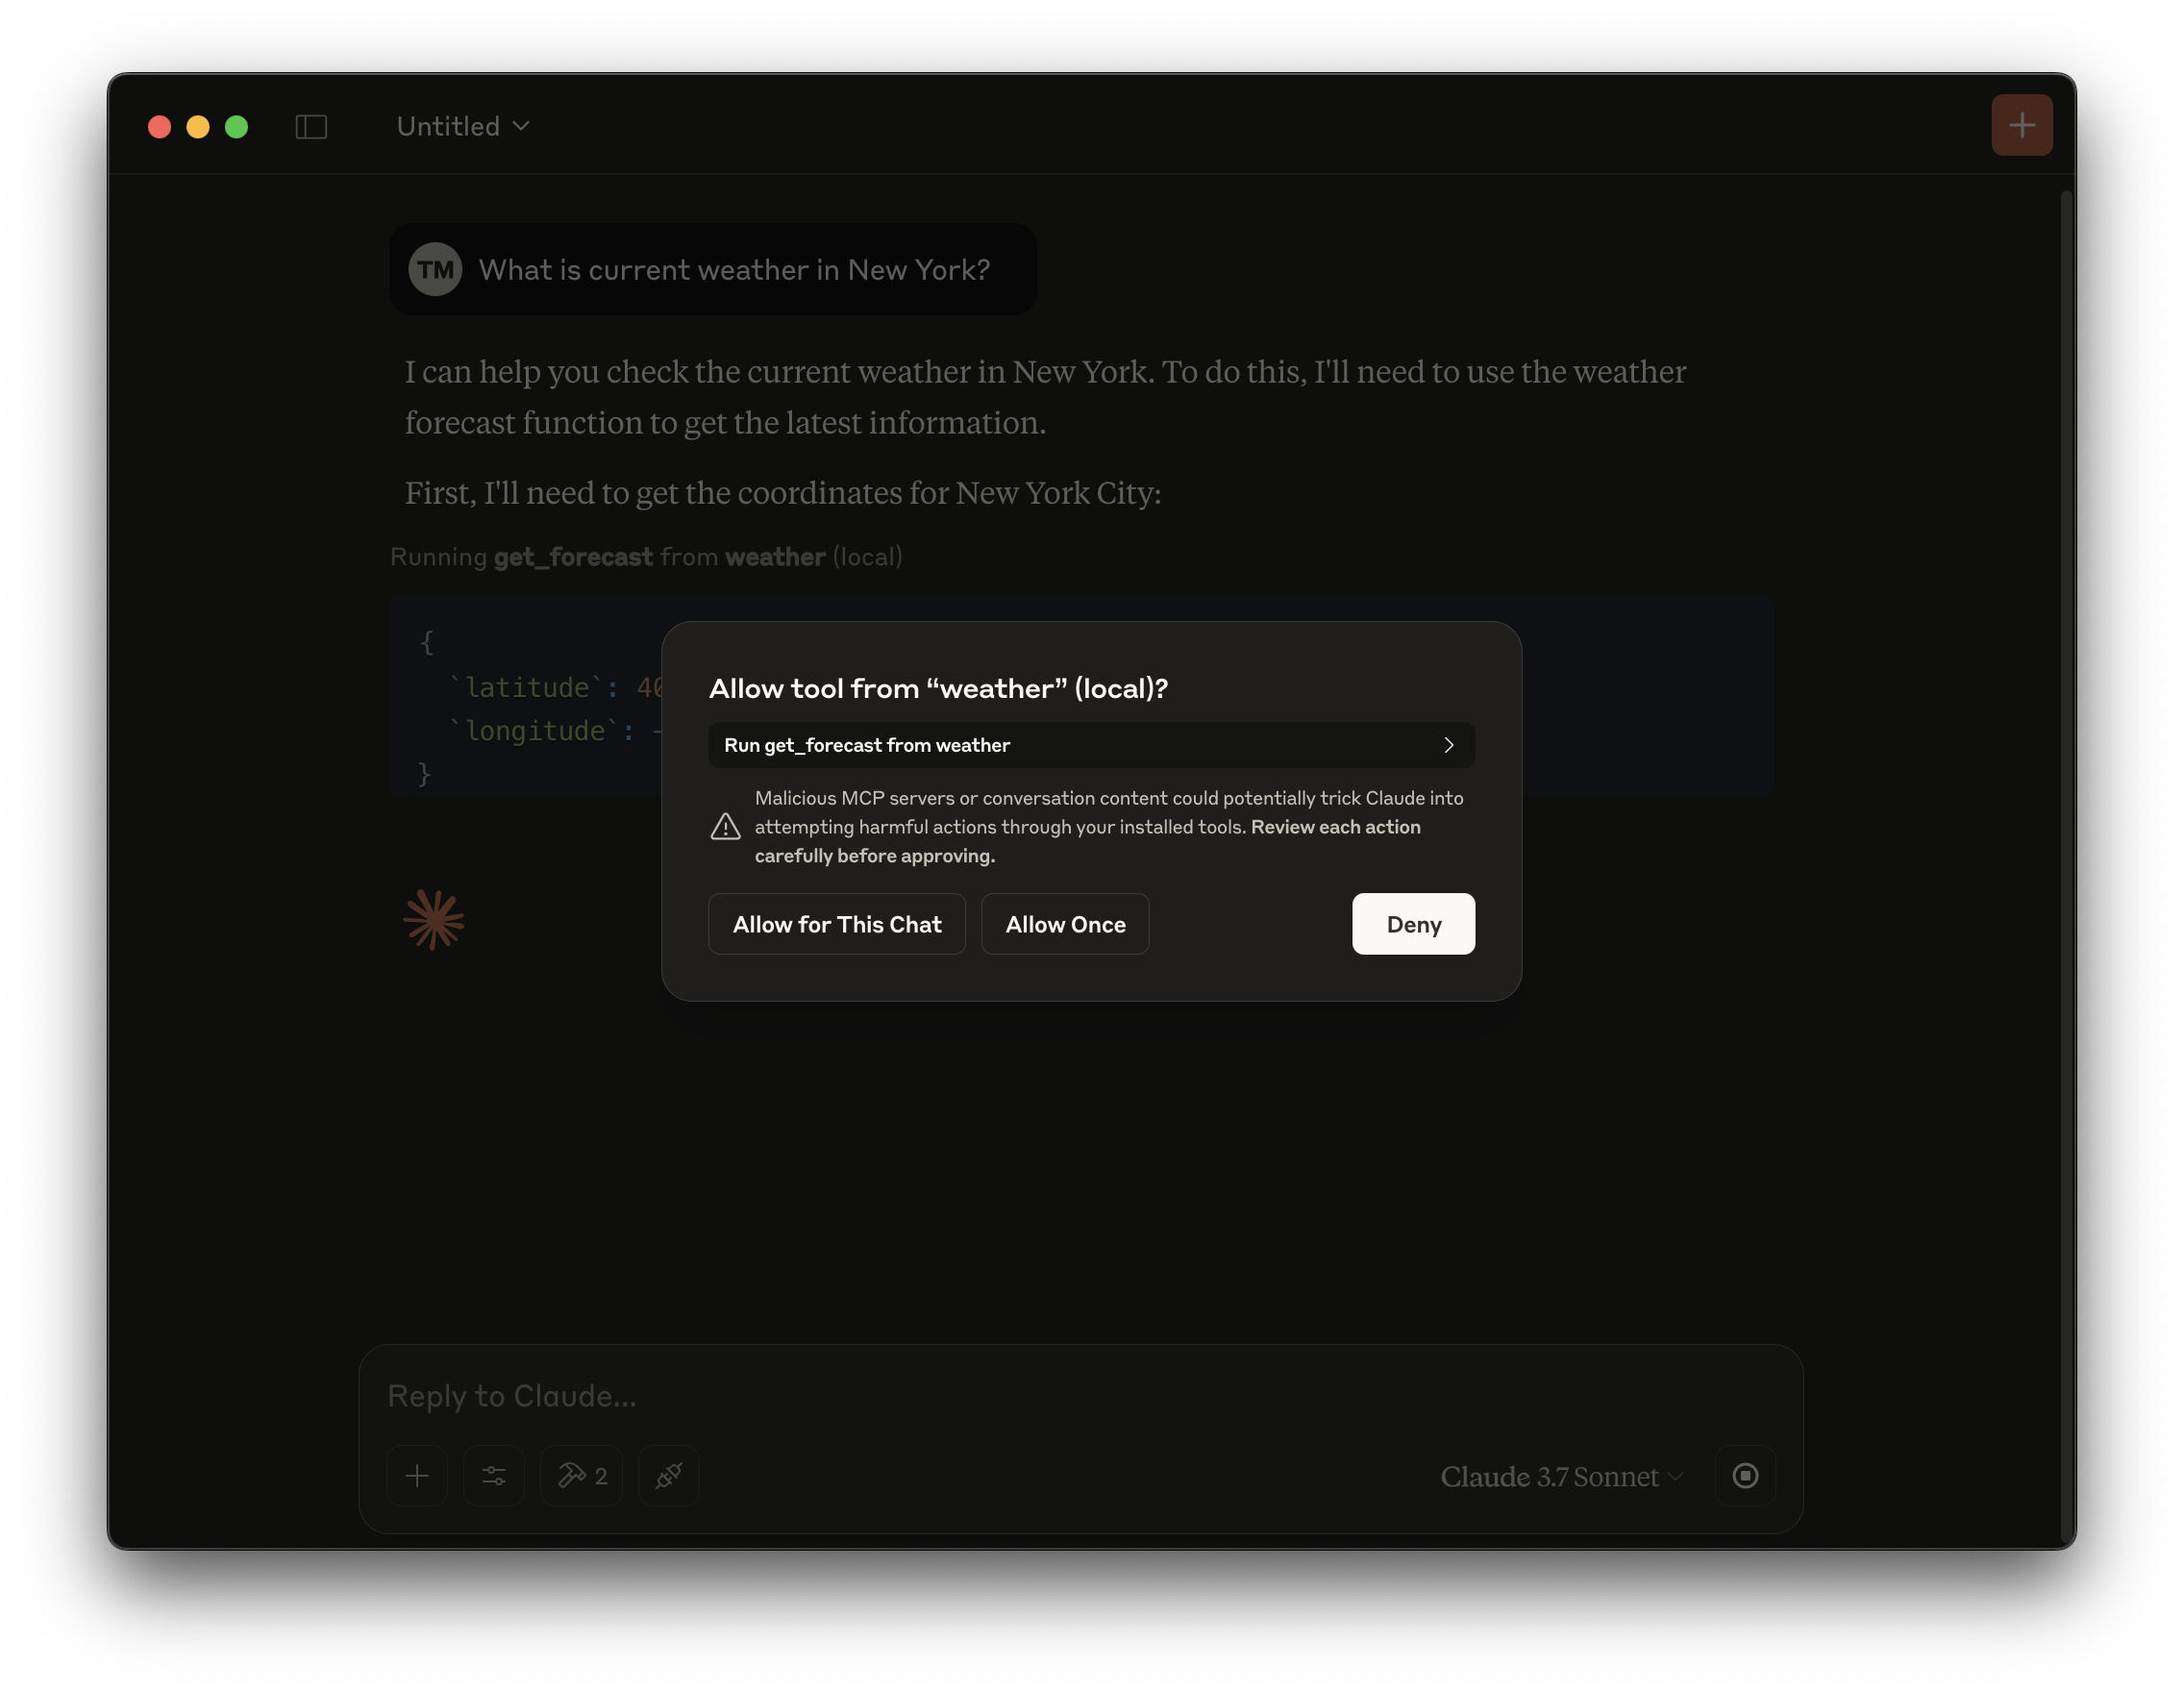 Untitled
TM What is current weather in New York?
I can help you check the current weather in New York. To do this, I'll need to use the weather
forecast function to get the latest information.
First, I'll need to get the coordinates for New York City:
Running get_forecast from weather (local)
{
`latitude`: 40
`longitude`: -
}
Allow tool from “weather” (local)?
Run get_forecast from weather
Malicious MCP servers or conversation content could potentially trick Claude into
attempting harmful actions through your installed tools. Review each action
carefully before approving.
Allow for This Chat Allow Once Deny
Reply to Claude...
2 Claude 3.7 Sonnet